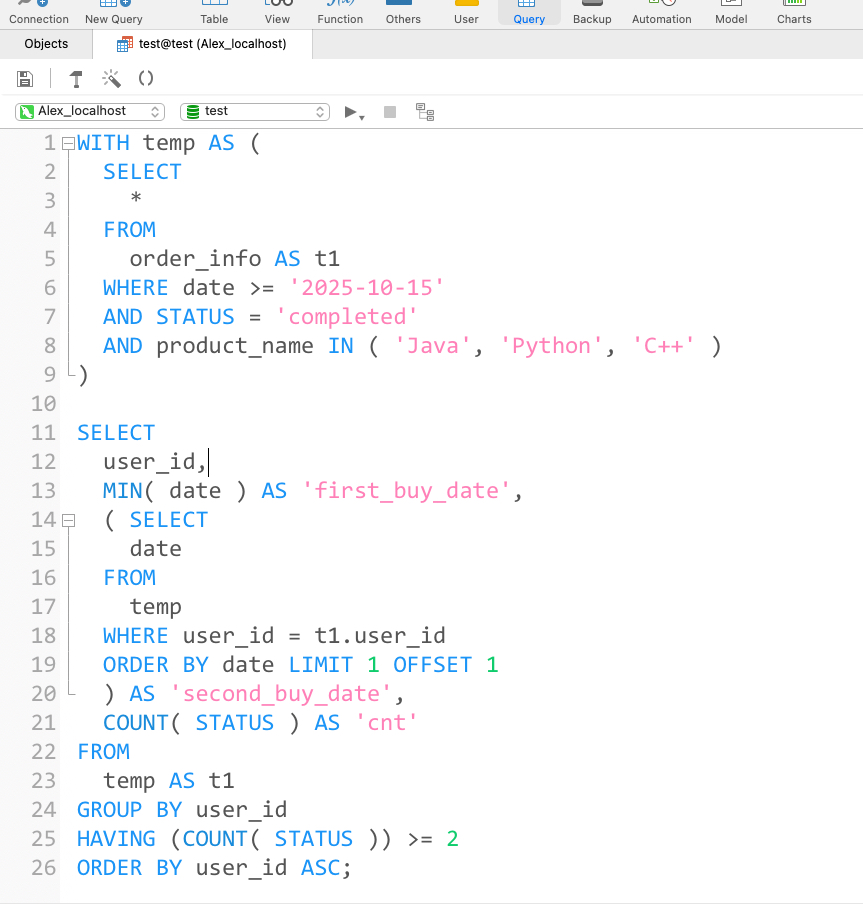 Connection New Query Table View Function Others User Query Backup Automation Model Charts
Objects test@test (Alex_localhost)
Alex_localhost test
1 WITH temp AS (
2 SELECT
3 *
4 FROM
5 order_info AS t1
6 WHERE date >= '2025-10-15'
7 AND STATUS = 'completed'
8 AND product_name IN ( 'Java', 'Python', 'C++' )
9 )
10
11 SELECT
12 user_id,
13 MIN( date ) AS 'first_buy_date',
14 ( SELECT
15 date
16 FROM
17 temp
18 WHERE user_id = t1.user_id
19 ORDER BY date LIMIT 1 OFFSET 1
20 ) AS 'second_buy_date',
21 COUNT( STATUS ) AS 'cnt'
22 FROM
23 temp AS t1
24 GROUP BY user_id
25 HAVING (COUNT( STATUS )) >= 2
26 ORDER BY user_id ASC;